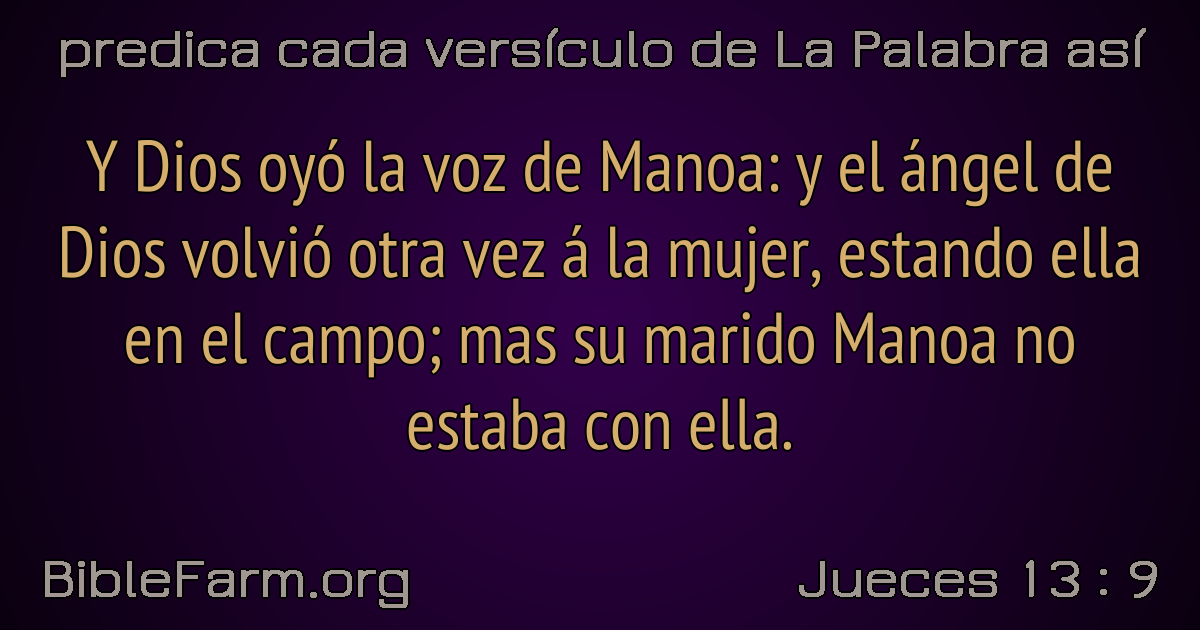 predica cada versículo de La Palabra así
Y Dios oyó la voz de Manoa: y el ángel de
Dios volvió otra vez á la mujer, estando ella
en el campo; mas su marido Manoa no
estaba con ella.
BibleFarm.org
Jueces 13 : 9